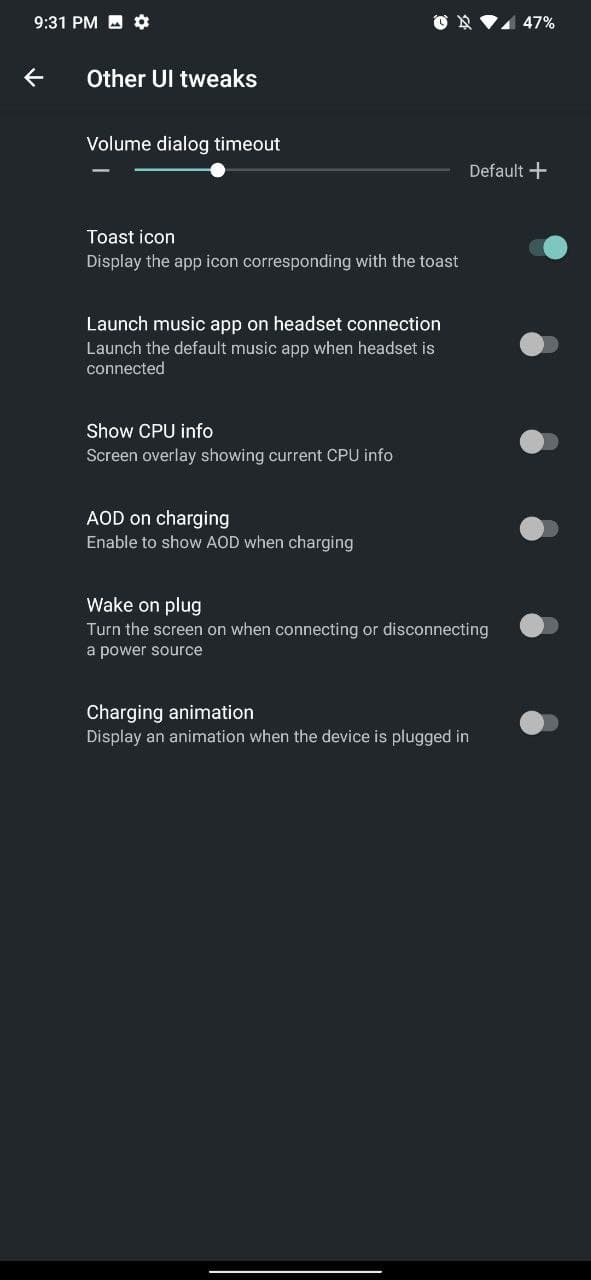 9:31 PM 47%
Other UI tweaks
Volume dialog timeout
Default
Toast icon
Display the app icon corresponding with the toast
Launch music app on headset connection
Launch the default music app when headset is
connected
Show CPU info
Screen overlay showing current CPU info
AOD on charging
Enable to show AOD when charging
Wake on plug
Turn the screen on when connecting or disconnecting
a power source
Charging animation
Display an animation when the device is plugged in